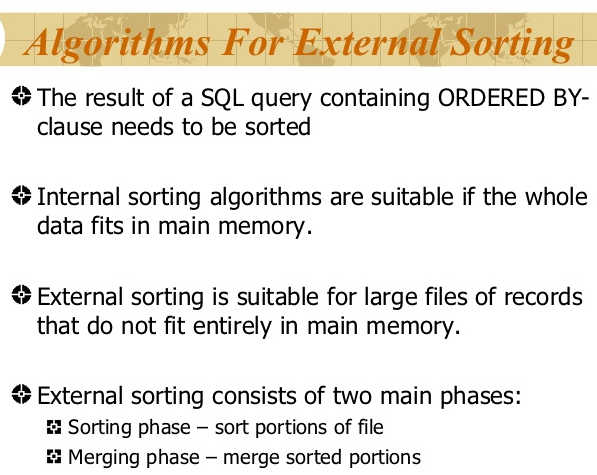 Algorithms For External Sorting
The result of a SQL query containing ORDERED BY-
clause needs to be sorted
Internal sorting algorithms are suitable if the whole
data fits in main memory.
External sorting is suitable for large files of records
that do not fit entirely in main memory.
External sorting consists of two main phases:
Sorting phase – sort portions of file
Merging phase – merge sorted portions